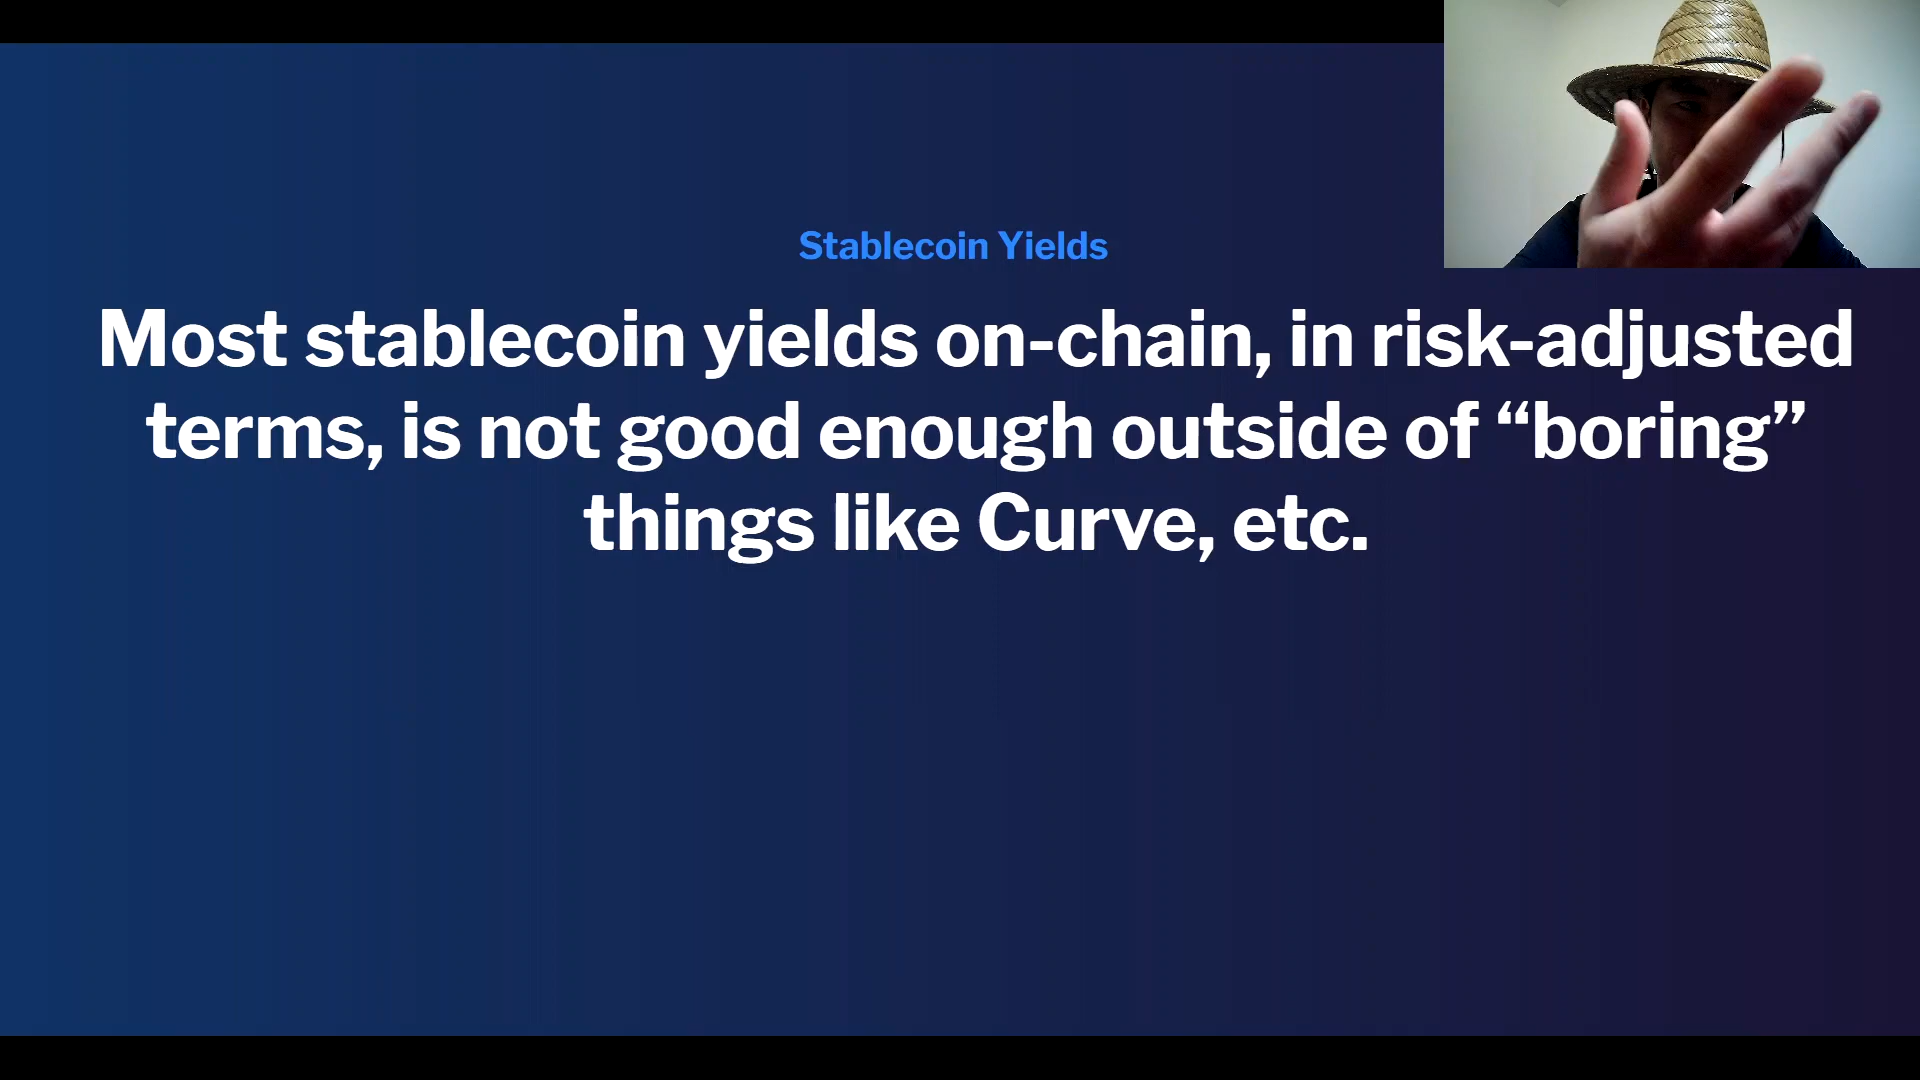 Stablecoin Yields
Most stablecoin yields on-chain, in risk-adjusted
terms, is not good enough outside of “boring”
things like Curve, etc.